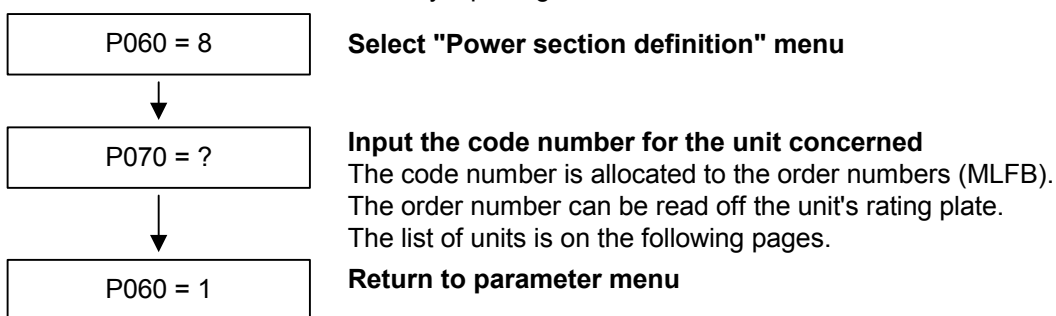 P060 = 8
Select "Power section definition" menu
P070 = ?
Input the code number for the unit concerned
The code number is allocated to the order numbers (MLFB).
The order number can be read off the unit's rating plate.
The list of units is on the following pages.
P060 = 1
Return to parameter menu